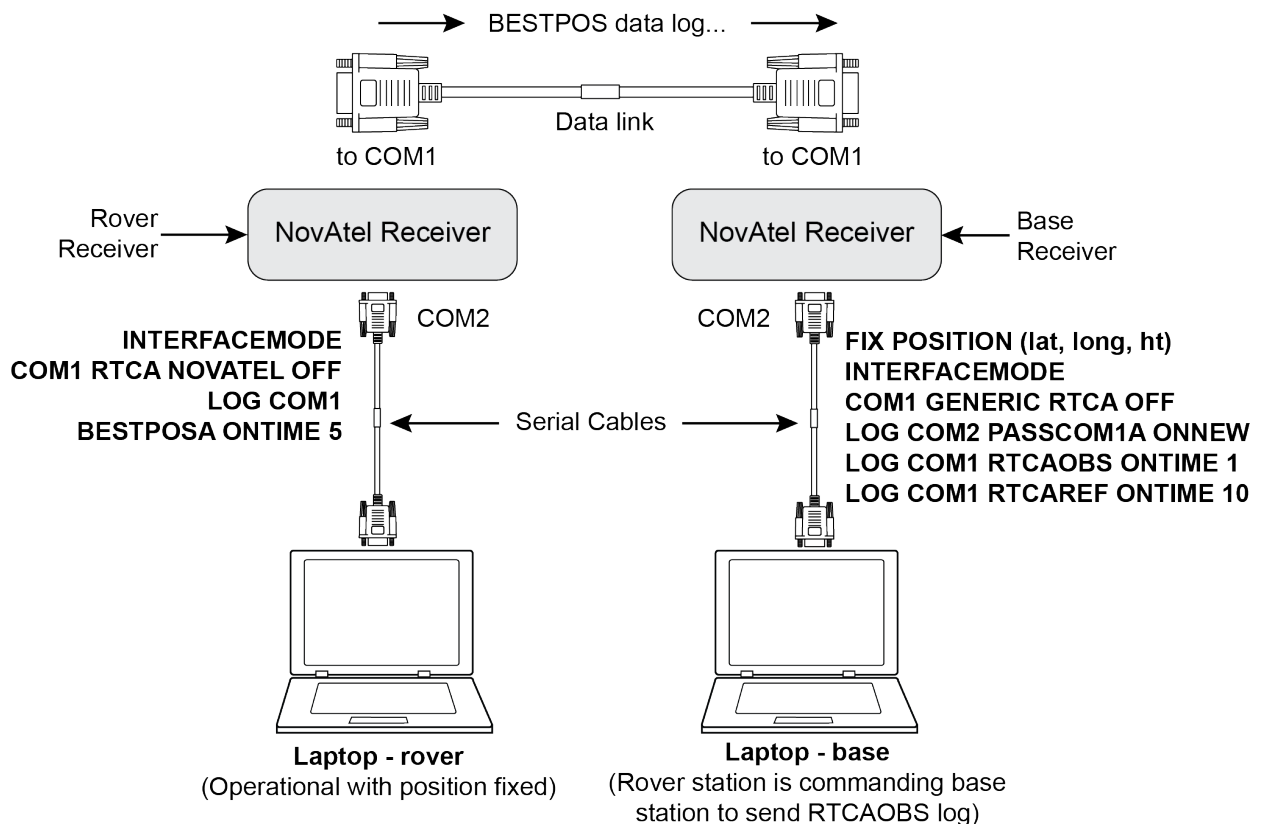 BESTPOS data log...
Data link
to COM1
to COM1
Rover
Receiver
NovAtel Receiver
NovAtel Receiver
Base
Receiver
COM2
INTERFACEMODE
COM1 RTCA NOVATEL OFF
LOG COM1
BESTPOSA ONTIME 5
Serial Cables
COM2
FIX POSITION (lat, long, ht)
INTERFACEMODE
COM1 GENERIC RTCA OFF
LOG COM2 PASSCOM1A ONNEW
LOG COM1 RTCAOBS ONTIME 1
LOG COM1 RTCAREF ONTIME 10
Laptop - rover
(Operational with position fixed)
Laptop - base
(Rover station is commanding base
station to send RTCAOBS log)